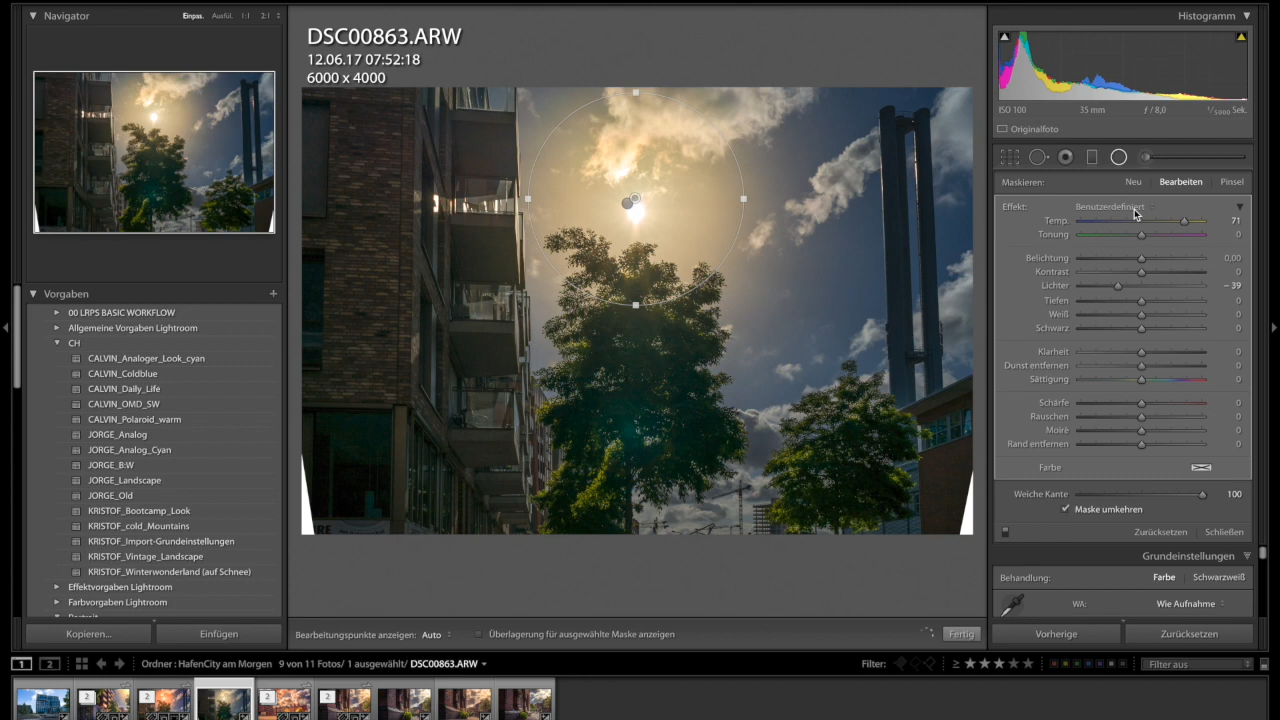 Navigator
Einpas. Ausfül. 1:1 2:1
Vorgaben +
00 LRPS BASIC WORKFLOW
Allgemeine Vorgaben Lightroom
CH
CALVIN_Analoger_Look_cyan
CALVIN_Coldblue
CALVIN_Daily_Life
CALVIN_OMD_SW
CALVIN_Polaroid_warm
JORGE_Analog
JORGE_Analog_Cyan
JORGE_B:W
JORGE_Landscape
JORGE_Old
KRISTOF_Bootcamp_Look
KRISTOF_cold_Mountains
KRISTOF_Import-Grundeinstellungen
KRISTOF_Vintage_Landscape
KRISTOF_Winterwonderland (auf Schnee)
Effektvorgaben Lightroom
Farbvorgaben Lightroom
Portrait
Kopieren... Einfügen
DSC00863.ARW
12.06.17 07:52:18
6000 x 4000
Bearbeitungspunkte anzeigen: Auto Überlagerung für ausgewählte Maske anzeigen Fertig
Histogramm
ISO 100 35 mm ƒ / 8,0 1/5000 Sek.
Originalfoto
Maskieren: Neu Bearbeiten Pinsel
Effekt: Benutzerdefiniert
Temp. 71
Tonung 0
Belichtung 0,00
Kontrast 0
Lichter – 39
Tiefen 0
Weiß 0
Schwarz 0
Klarheit 0
Dunst entfernen 0
Sättigung 0
Schärfe 0
Rauschen 0
Moiré 0
Rand entfernen 0
Farbe
Weiche Kante 100
Maske umkehren
Zurücksetzen Schließen
Grundeinstellungen
Behandlung: Farbe Schwarzweiß
WA: Wie Aufnahme
Vorherige Zurücksetzen
1 2 Ordner : HafenCity am Morgen 9 von 11 Fotos/ 1 ausgewählt/ DSC00863.ARW Filter: ≥ ★★★★★ Filter aus
2 2 2 2